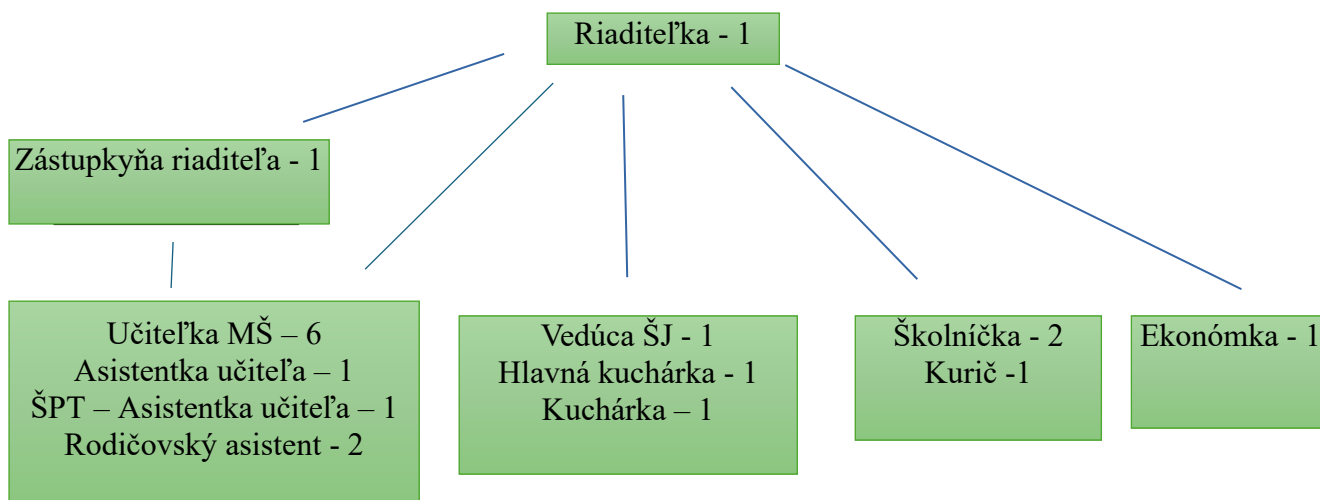 Riaditeľka - 1
Zástupkyňa riaditeľa - 1
Učiteľka MŠ – 6
Asistentka učiteľa – 1
ŠPT – Asistentka učiteľa – 1
Rodičovský asistent - 2
Vedúca ŠJ - 1
Hlavná kuchárka - 1
Kuchárka – 1
Školníčka - 2
Kurič -1
Ekonómka - 1